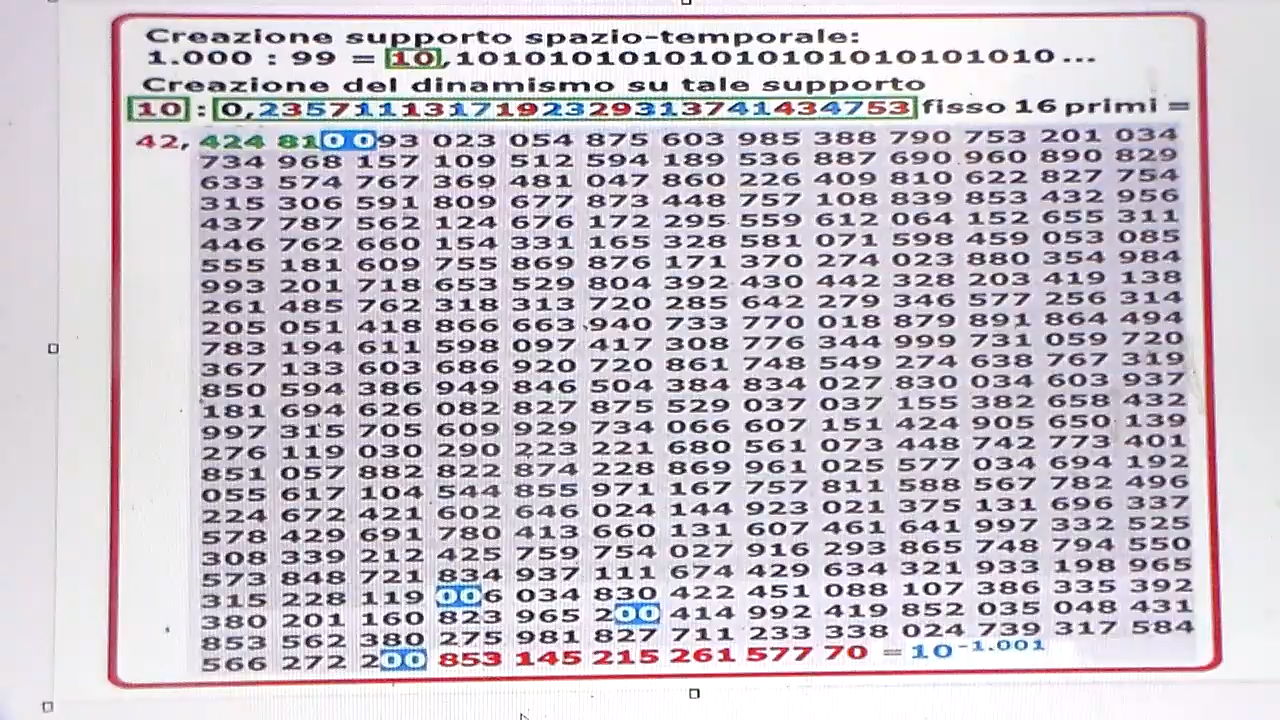 Creazione supporto spazio-temporale:
1.000 : 99 = 10,1010101010101010101010101010...
Creazione del dinamismo su tale supporto
10 : 0,2357111317192329313741434753 fisso 16 primi =
42, 424 810 093 023 054 875 603 985 388 790 753 201 034
734 968 157 109 512 594 189 536 887 690 960 890 829
633 574 767 369 481 047 860 226 409 810 622 827 754
315 306 591 809 677 873 448 757 108 839 853 432 956
437 787 562 124 676 172 295 559 612 064 152 655 311
446 762 660 154 331 165 328 581 071 598 459 053 085
555 181 609 755 869 876 171 370 274 023 880 354 984
993 201 718 653 529 804 392 430 442 328 203 419 138
261 485 762 318 313 720 285 642 279 346 577 256 314
205 051 418 866 663 940 733 770 018 879 891 864 494
783 194 611 598 097 417 308 776 344 999 731 059 720
367 133 603 686 920 720 861 748 549 274 638 767 319
850 594 386 949 846 504 384 834 027 830 034 603 937
181 694 626 082 827 875 529 037 037 155 382 658 432
997 315 705 609 929 734 066 607 151 424 905 650 139
276 119 030 290 223 221 680 561 073 448 742 773 401
851 057 882 822 874 228 869 961 025 577 034 694 192
055 617 104 544 855 971 167 757 811 588 567 782 496
224 672 421 602 646 024 144 923 021 375 131 696 337
578 429 691 780 413 660 131 607 461 641 997 332 525
308 339 212 425 759 754 027 916 293 865 748 794 550
573 848 721 834 937 111 674 429 634 321 933 198 965
315 228 119 006 034 830 422 451 088 107 386 335 392
380 201 160 823 965 200 414 992 419 852 035 048 431
853 562 380 275 981 827 711 233 338 024 739 317 584
566 272 200 853 145 215 261 577 70 = 10-1.001